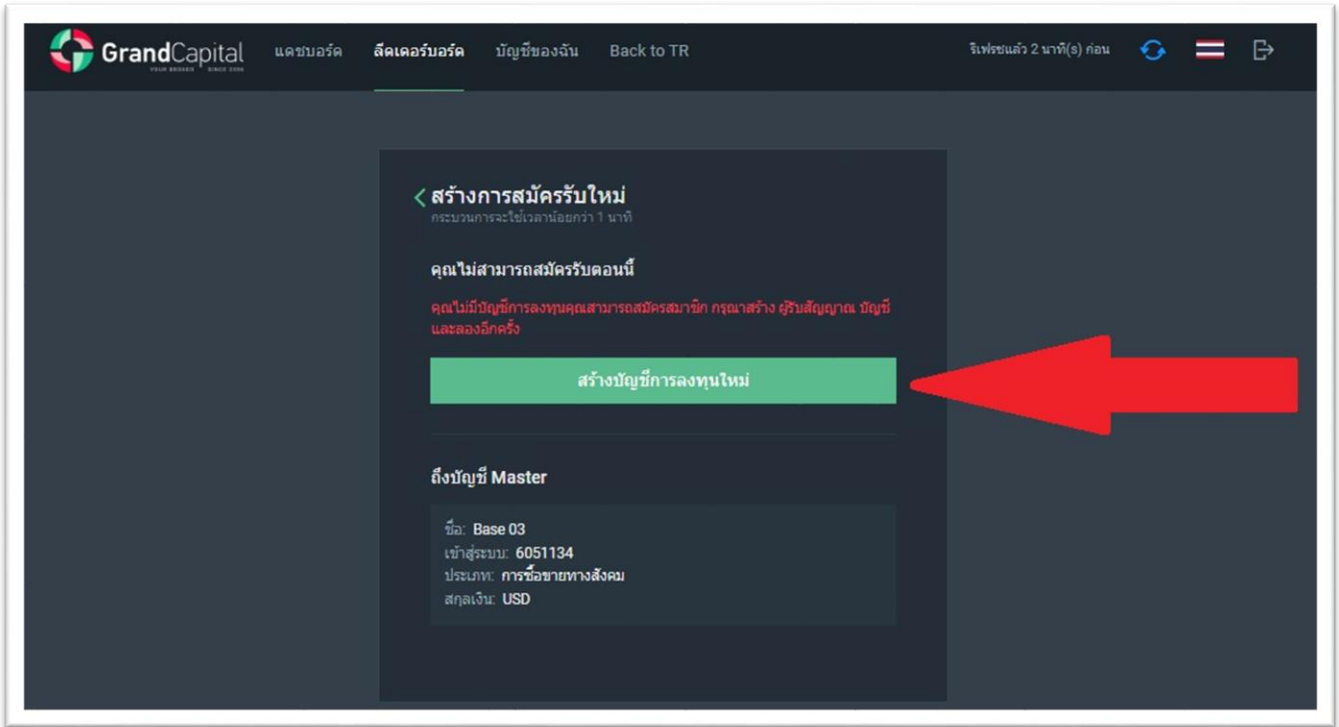 GrandCapital
YOUR BROKER SINCE 2006
แดชบอร์ด
ลีดเดอร์บอร์ด
บัญชีของฉัน
Back to TR
รีเฟรชแล้ว 2 นาที(s) ก่อน
สร้างการสมัครรับใหม่
กระบวนการจะใช้เวลาน้อยกว่า 1 นาที
คุณไม่สามารถสมัครรับตอนนี้
คุณไม่มีบัญชีการลงทุนคุณสามารถสมัครสมาชิก กรุณาสร้าง ผู้รับสัญญาณ บัญชี
และลองอีกครั้ง
สร้างบัญชีการลงทุนใหม่
ถึงบัญชี Master
ชื่อ: Base 03
เข้าสู่ระบบ: 6051134
ประเภท: การซื้อขายทางสังคม
สกุลเงิน: USD